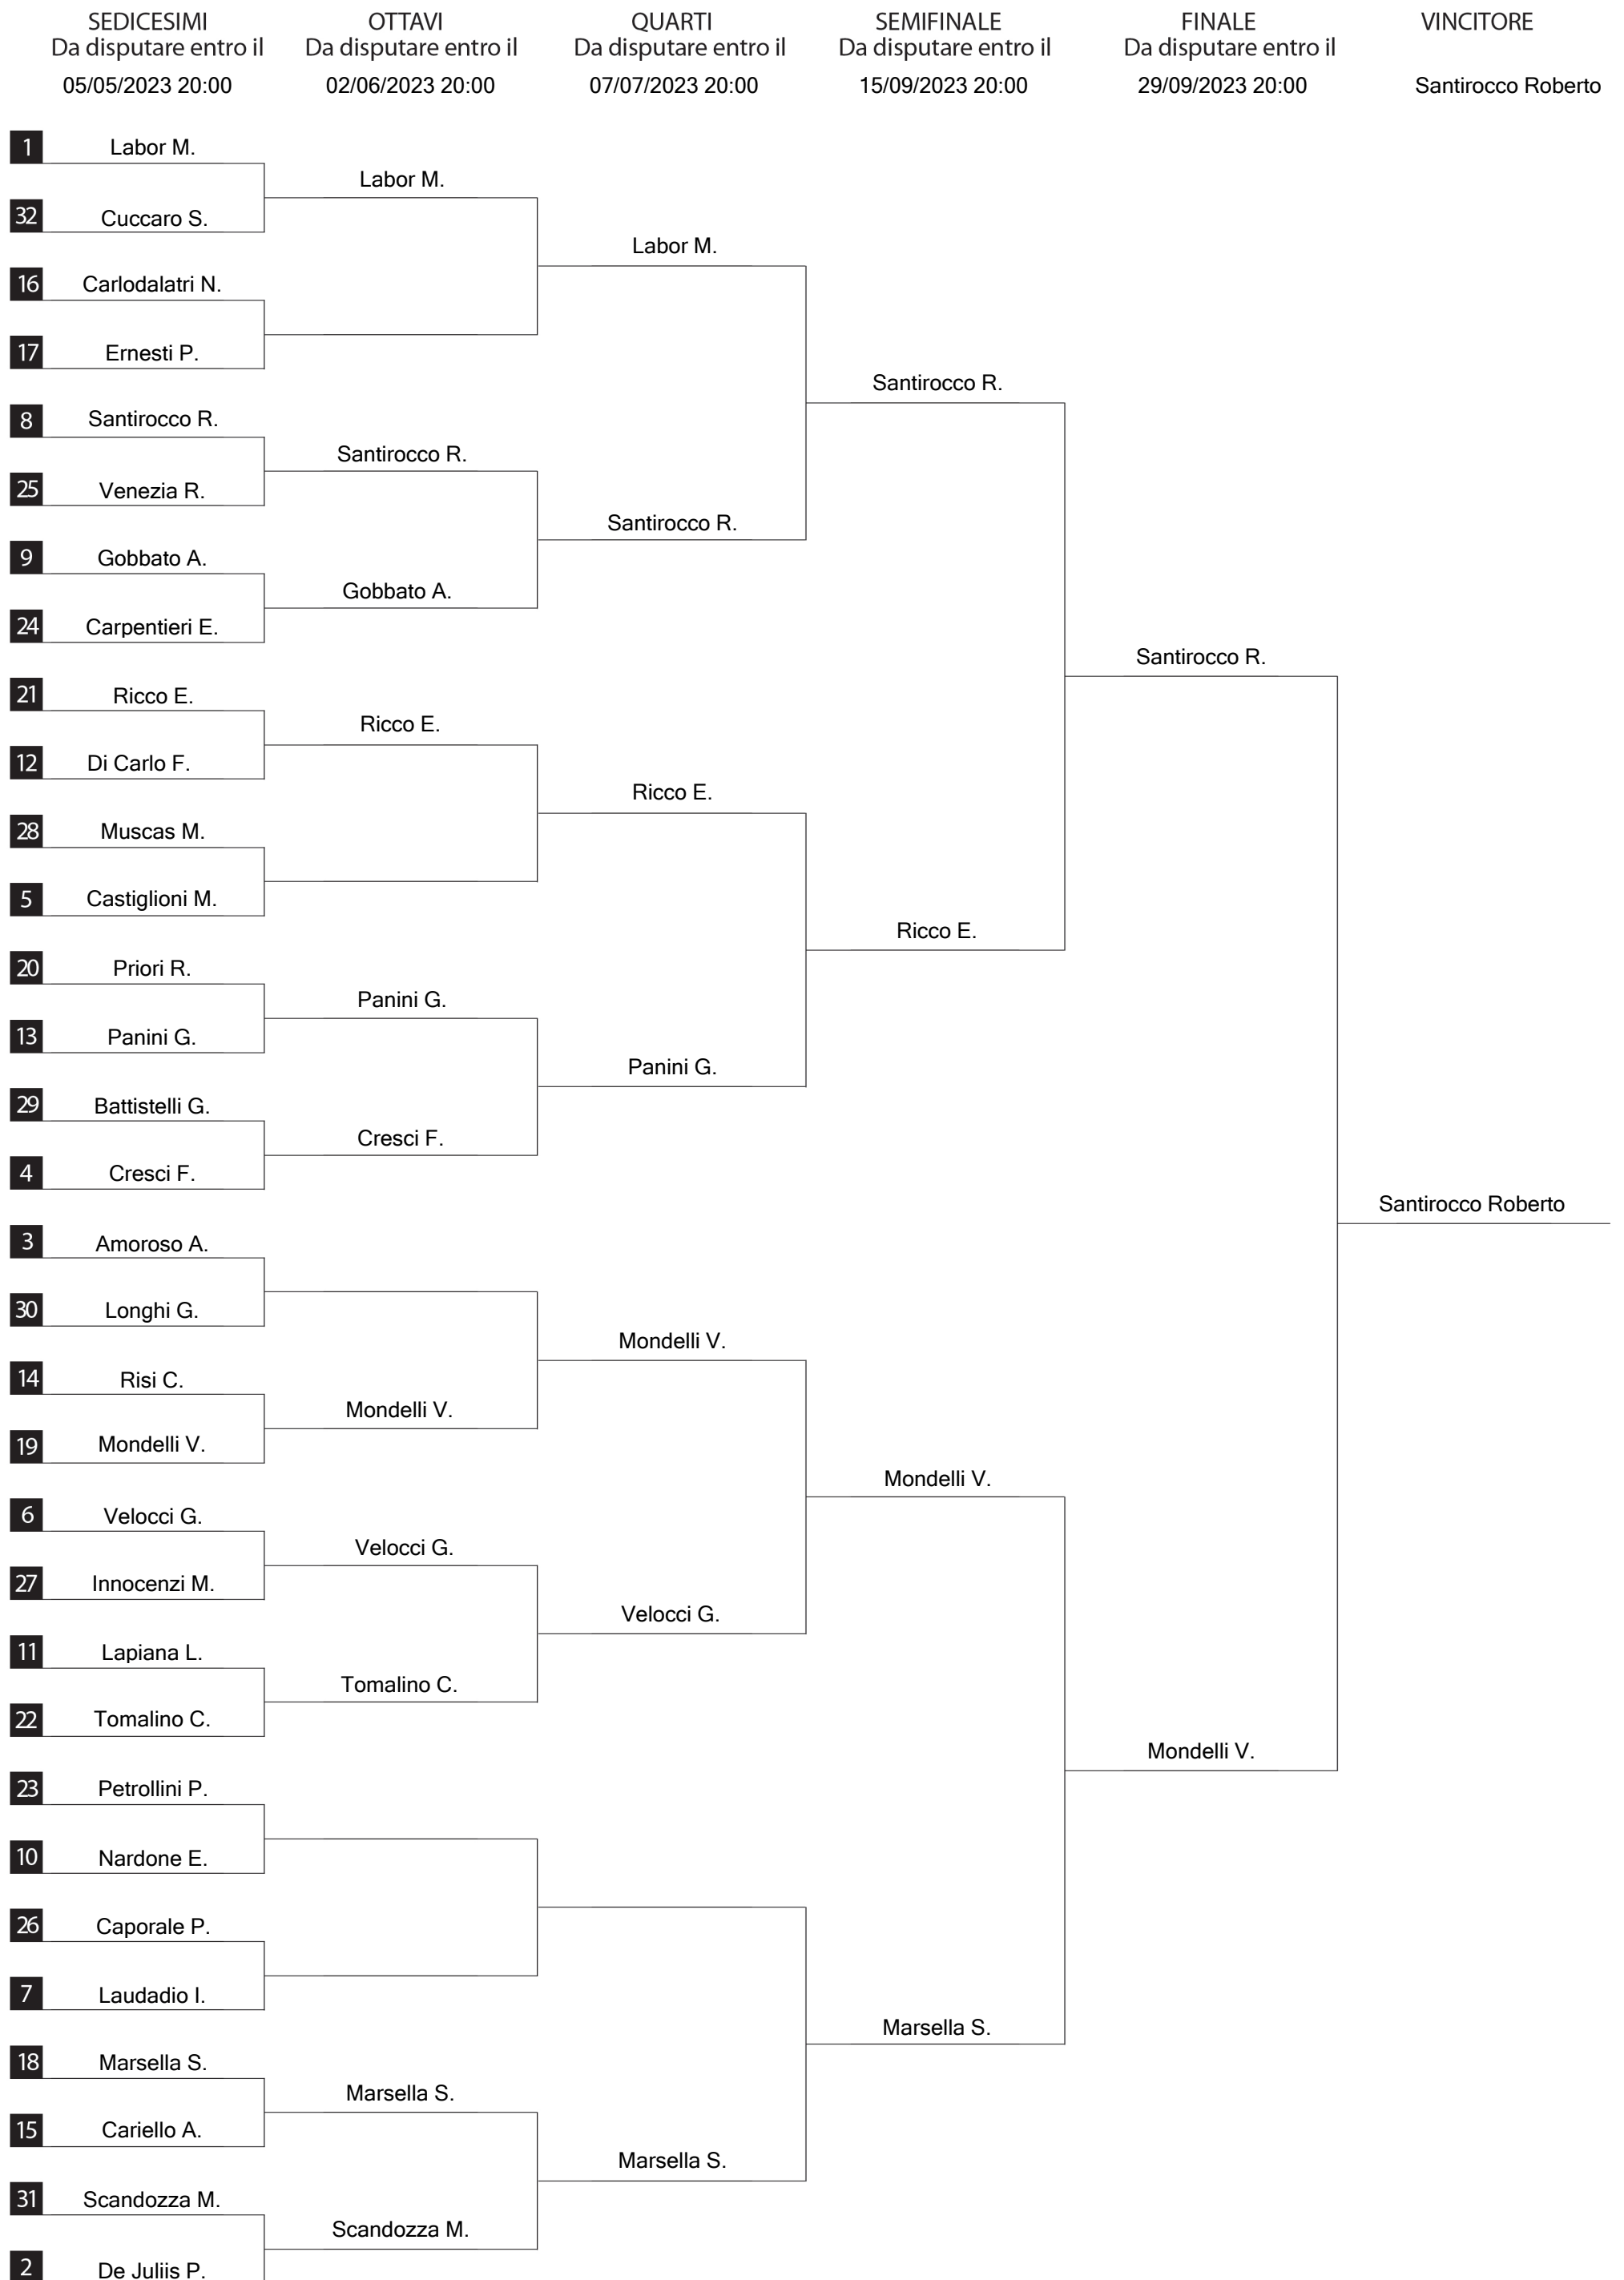 SEDICESIMI
Da disputare entro il
05/05/2023 20:00
OTTAVI
Da disputare entro il
02/06/2023 20:00
QUARTI
Da disputare entro il
07/07/2023 20:00
SEMIFINALE
Da disputare entro il
15/09/2023 20:00
FINALE
Da disputare entro il
29/09/2023 20:00
VINCITORE
Santirocco Roberto
1 Labor M.
32 Cuccaro S.
16 Carlodalatri N.
17 Ernesti P.
8 Santirocco R.
25 Venezia R.
9 Gobbato A.
24 Carpentieri E.
21 Ricco E.
12 Di Carlo F.
28 Muscas M.
5 Castiglioni M.
20 Priori R.
13 Panini G.
29 Battistelli G.
4 Cresci F.
3 Amoroso A.
30 Longhi G.
14 Risi C.
19 Mondelli V.
6 Velocci G.
27 Innocenzi M.
11 Lapiana L.
22 Tomalino C.
23 Petrollini P.
10 Nardone E.
26 Caporale P.
7 Laudadio I.
18 Marsella S.
15 Cariello A.
31 Scandozza M.
2 De Juliis P.
Labor M.
Santirocco R.
Gobbato A.
Ricco E.
Panini G.
Cresci F.
Mondelli V.
Velocci G.
Tomalino C.
Marsella S.
Scandozza M.
Labor M.
Santirocco R.
Ricco E.
Panini G.
Mondelli V.
Velocci G.
Marsella S.
Santirocco R.
Ricco E.
Mondelli V.
Marsella S.
Santirocco R.
Mondelli V.
Santirocco Roberto